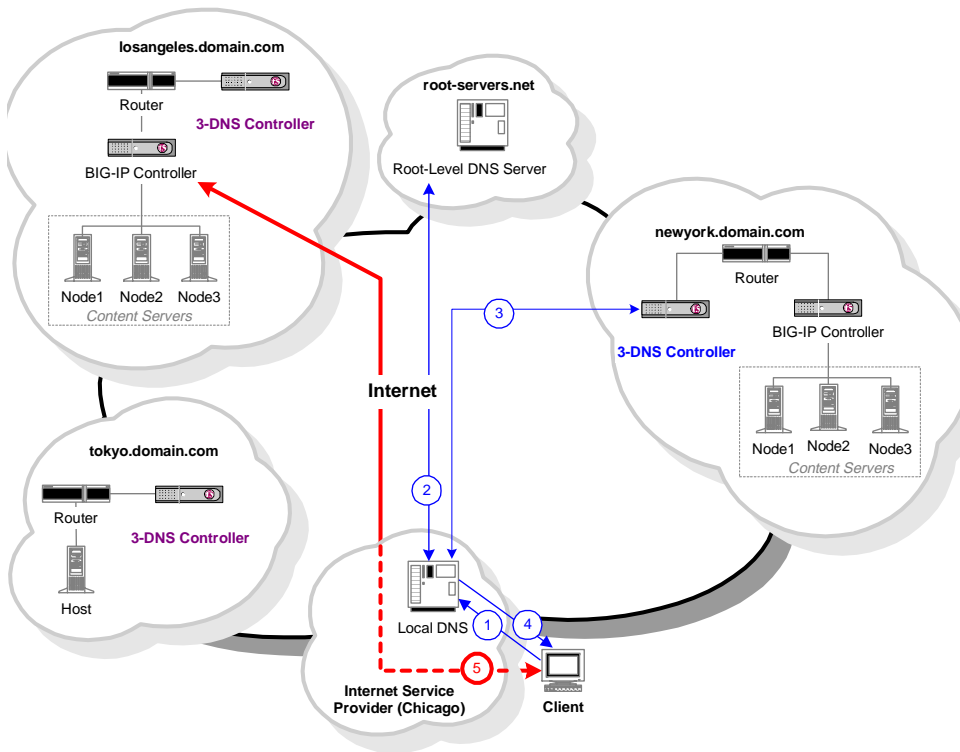 losangeles.domain.com
Router
3-DNS Controller
BIG-IP Controller
Node1 Node2 Node3
Content Servers
root-servers.net
Root-Level DNS Server
newyork.domain.com
Router
3-DNS Controller
BIG-IP Controller
Node1 Node2 Node3
Content Servers
3
Internet
2
tokyo.domain.com
Router
3-DNS Controller
Host
Local DNS
1
4
5
Internet Service
Provider (Chicago)
Client